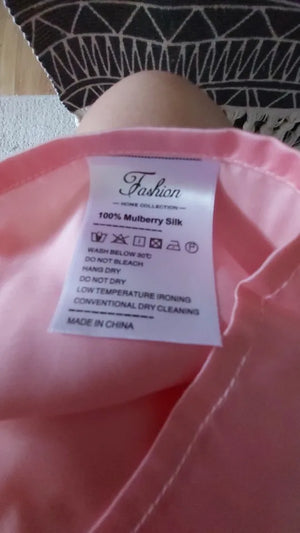 Fashion
— HOME COLLECTION —
100% Mulberry Silk
WASH BELOW 30℃
DO NOT BLEACH
HANG DRY
DO NOT DRY
LOW TEMPERATURE IRONING
CONVENTIONAL DRY CLEANING
MADE IN CHINA